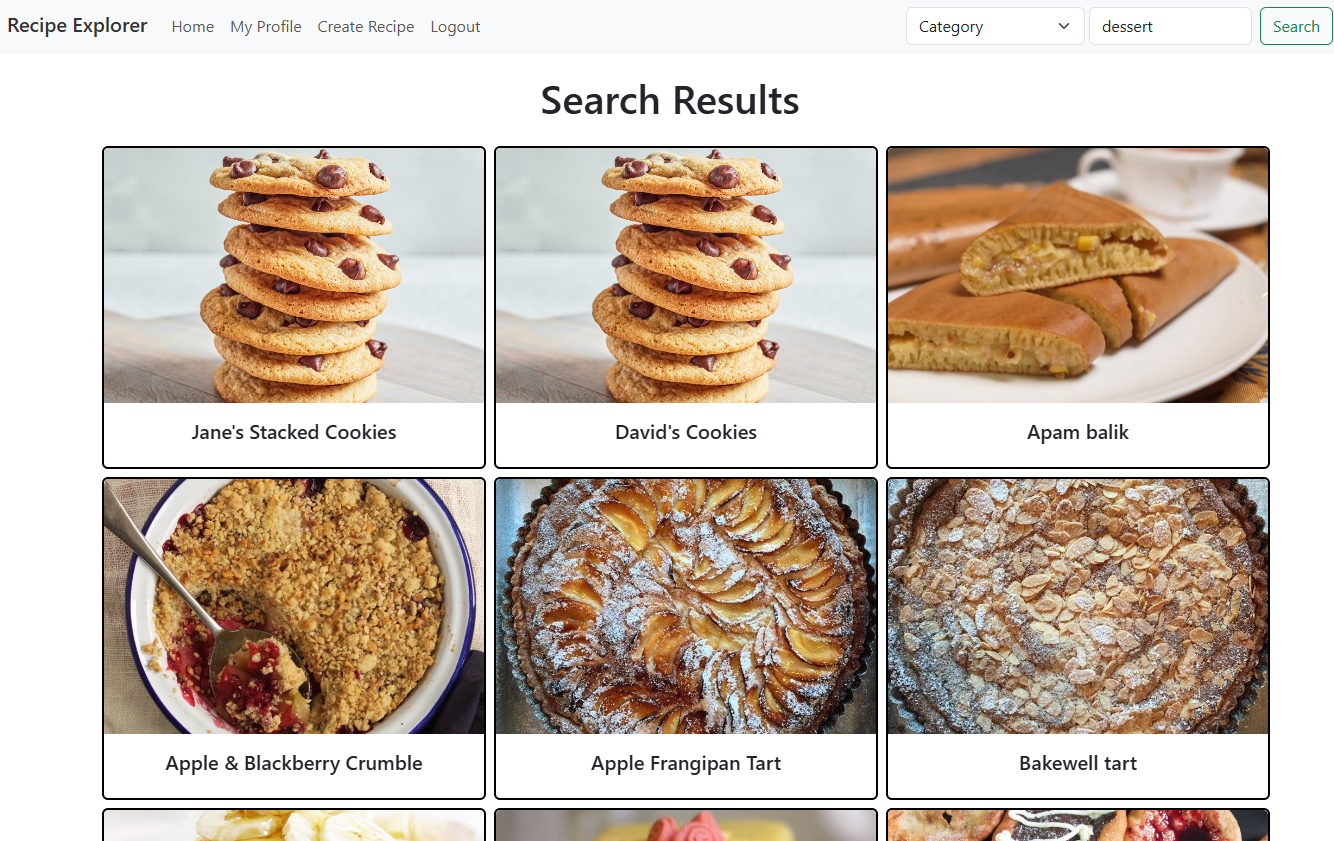 Recipe Explorer Home My Profile Create Recipe Logout Category dessert Search
Search Results
Jane's Stacked Cookies
David's Cookies
Apam balik
Apple & Blackberry Crumble
Apple Frangipan Tart
Bakewell tart